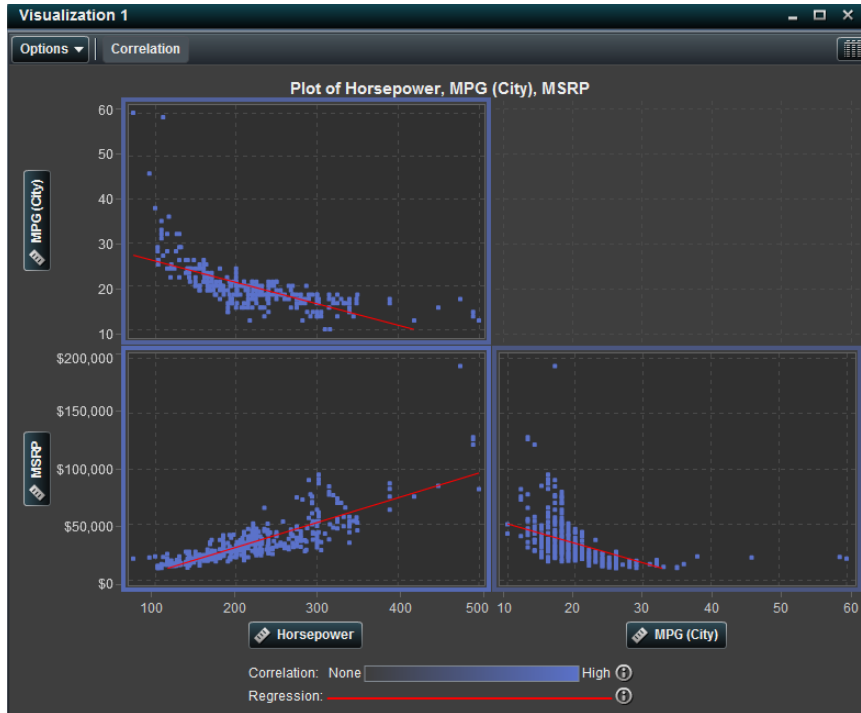 Visualization 1
Options Correlation
Plot of Horsepower, MPG (City), MSRP
60
50
40
30
20
10
MPG (City)
$200,000
$150,000
$100,000
$50,000
$0
MSRP
100 200 300 400 500 10 20 30 40 50 60
Horsepower MPG (City)
Correlation: None High
Regression: